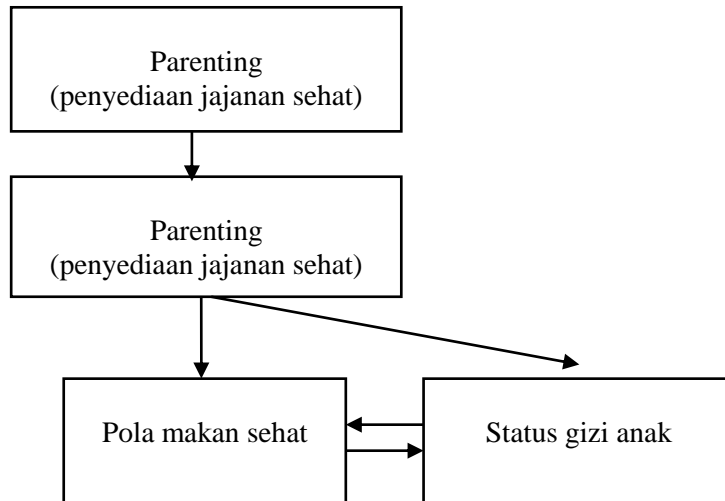 Parenting
(penyediaan jajanan sehat)
Parenting
(penyediaan jajanan sehat)
Pola makan sehat
Status gizi anak